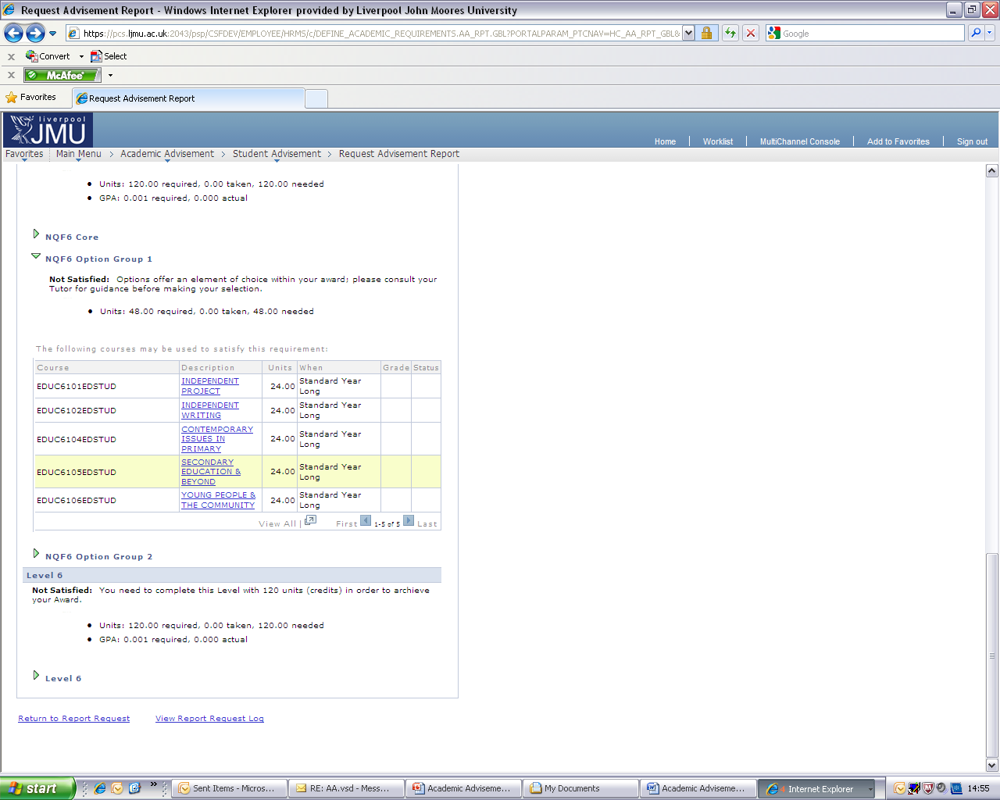 Request Advisement Report - Windows Internet Explorer provided by Liverpool John Moores University
https://pcs.ljmu.ac.uk:2043/psp/CSFDEV/EMPLOYEE/HRMS/c/DEFINE_ACADEMIC_REQUIREMENTS.AA_RPT.GBL?PORTALPARAM_PTCNAV=HC_AA_RPT_GBL& Google
x Convert Select
x McAfee
Favorites Request Advisement Report
liverpool
JMU
Home Worklist MultiChannel Console Add to Favorites Sign out
Favorites Main Menu > Academic Advisement > Student Advisement > Request Advisement Report
• Units: 120.00 required, 0.00 taken, 120.00 needed
• GPA: 0.001 required, 0.000 actual
NQF6 Core
NQF6 Option Group 1
Not Satisfied: Options offer an element of choice within your award; please consult your
Tutor for guidance before making your selection.
• Units: 48.00 required, 0.00 taken, 48.00 needed
The following courses may be used to satisfy this requirement:
Course Description Units When Grade Status
EDUC6101EDSTUD INDEPENDENT PROJECT 24.00 Standard Year Long
EDUC6102EDSTUD INDEPENDENT WRITING 24.00 Standard Year Long
EDUC6104EDSTUD CONTEMPORARY ISSUES IN PRIMARY 24.00 Standard Year Long
EDUC6105EDSTUD SECONDARY EDUCATION & BEYOND 24.00 Standard Year Long
EDUC6106EDSTUD YOUNG PEOPLE & THE COMMUNITY 24.00 Standard Year Long
View All | First 1-5 of 5 Last
NQF6 Option Group 2
Level 6
Not Satisfied: You need to complete this Level with 120 units (credits) in order to archieve
your Award.
• Units: 120.00 required, 0.00 taken, 120.00 needed
• GPA: 0.001 required, 0.000 actual
Level 6
Return to Report Request View Report Request Log
start » Sent Items - Micros... RE: AA.vsd - Mess... Academic Adviseme... My Documents Academic Adviseme... Internet Explorer 14:55